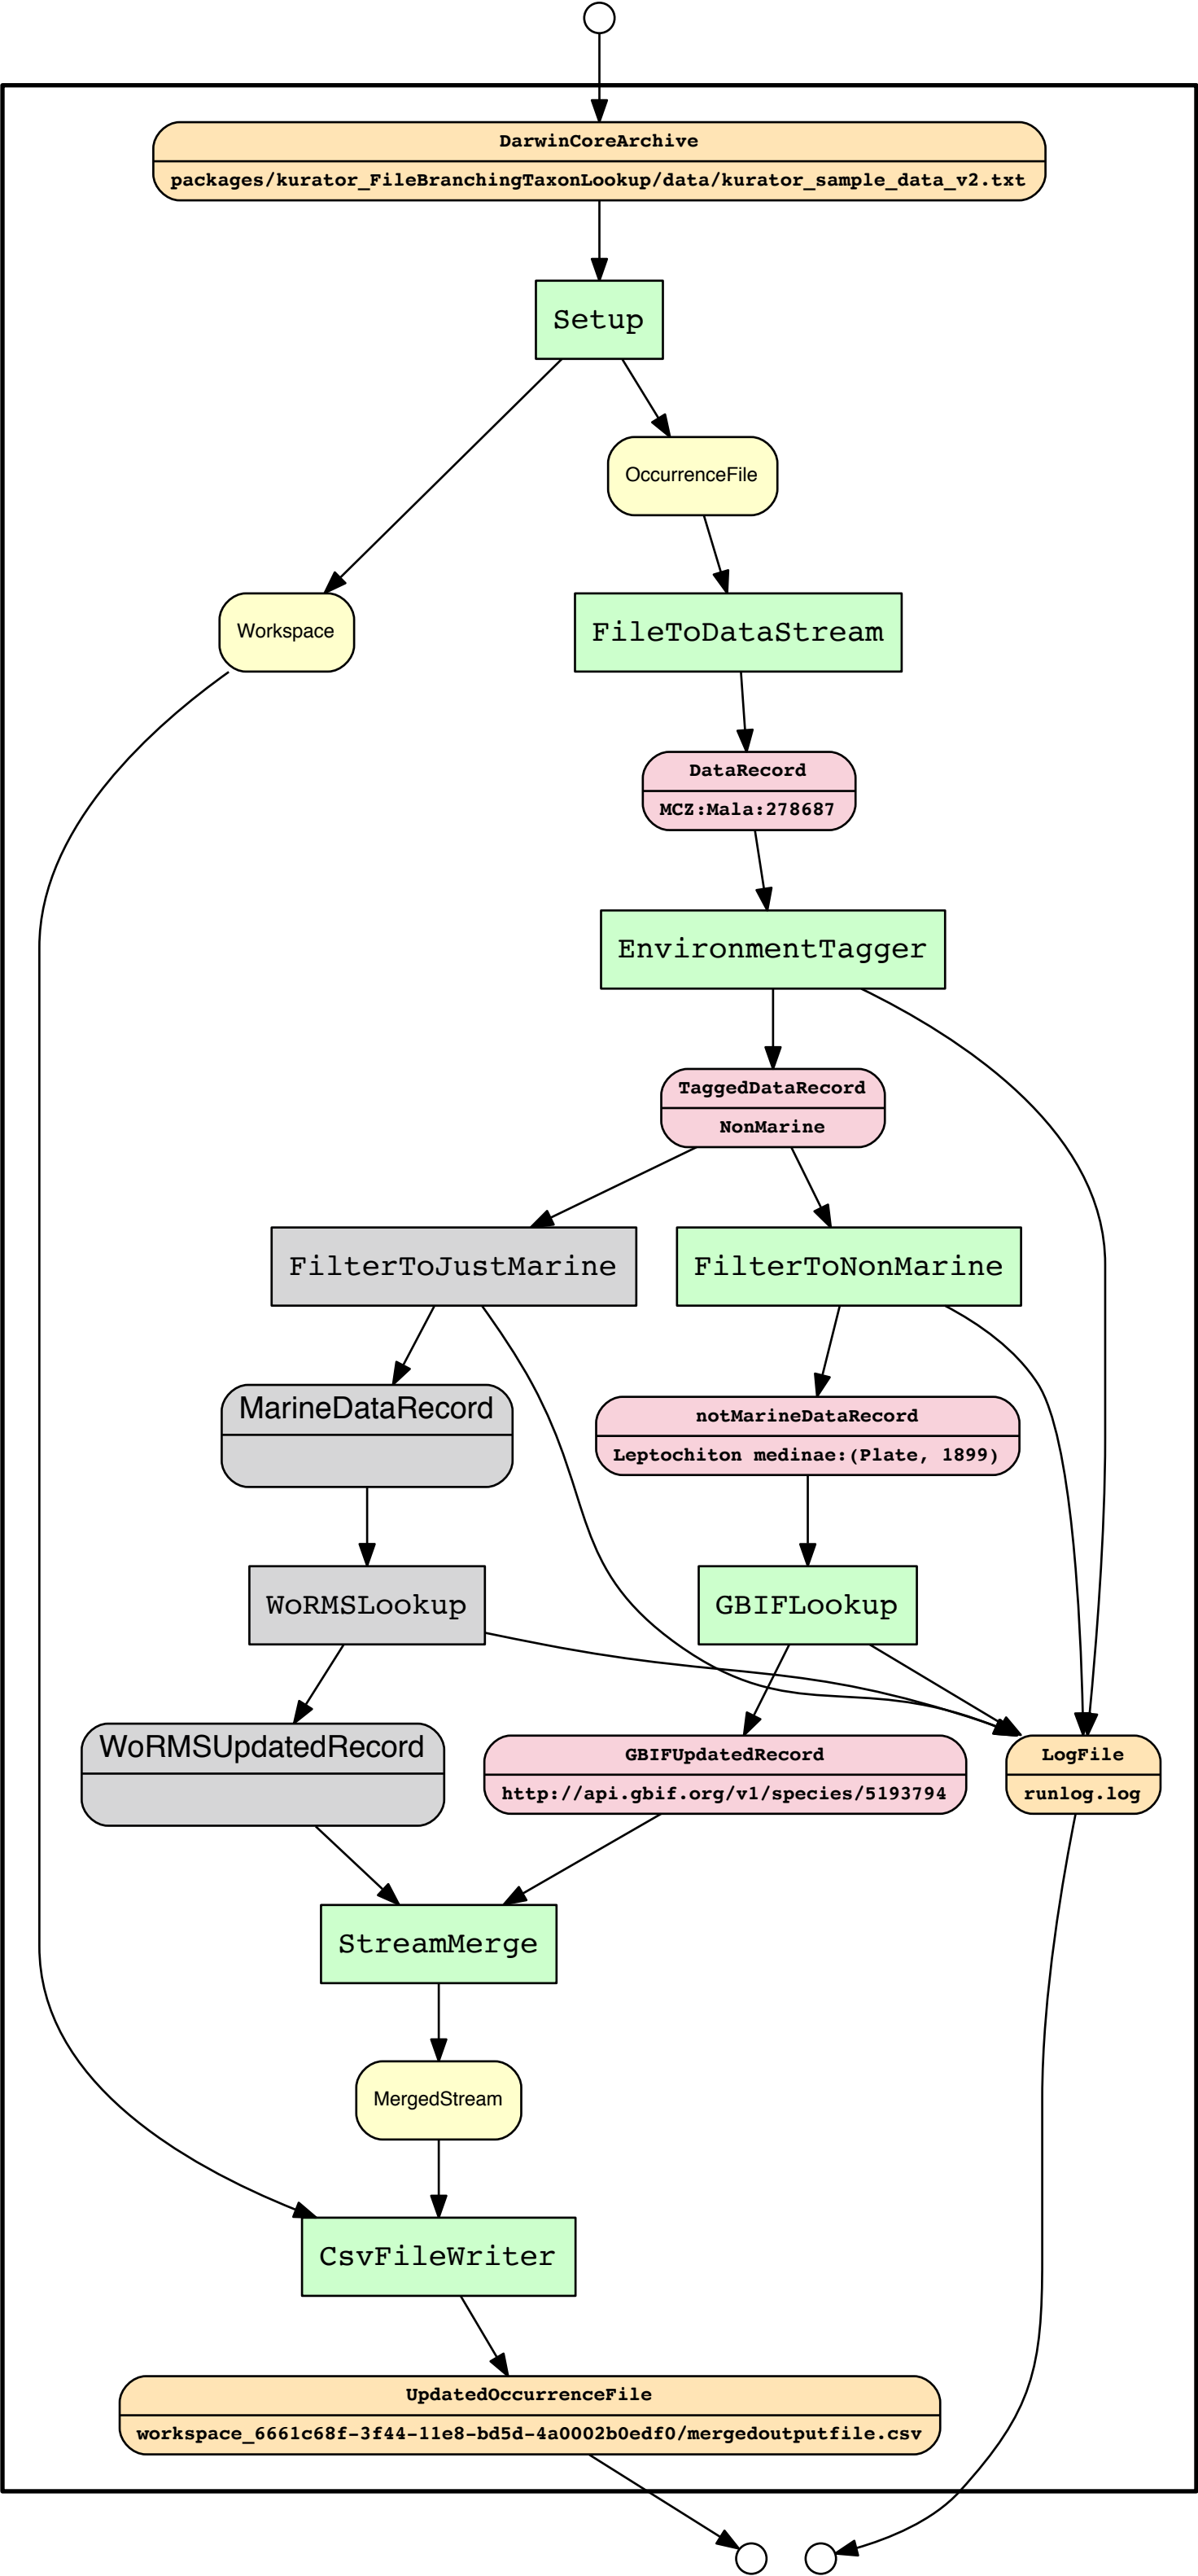 DarwinCoreArchive
packages/kurator_FileBranchingTaxonLookup/data/kurator_sample_data_v2.txt
Setup
OccurrenceFile
Workspace
FileToDataStream
DataRecord
MCZ:Mala:278687
EnvironmentTagger
TaggedDataRecord
NonMarine
FilterToJustMarine
FilterToNonMarine
MarineDataRecord
notMarineDataRecord
Leptochiton medinae:(Plate, 1899)
WoRMSLookup
GBIFLookup
WoRMSUpdatedRecord
GBIFUpdatedRecord
http://api.gbif.org/v1/species/5193794
LogFile
runlog.log
StreamMerge
MergedStream
CsvFileWriter
UpdatedOccurrenceFile
workspace_6661c68f-3f44-11e8-bd5d-4a0002b0edf0/mergedoutputfile.csv